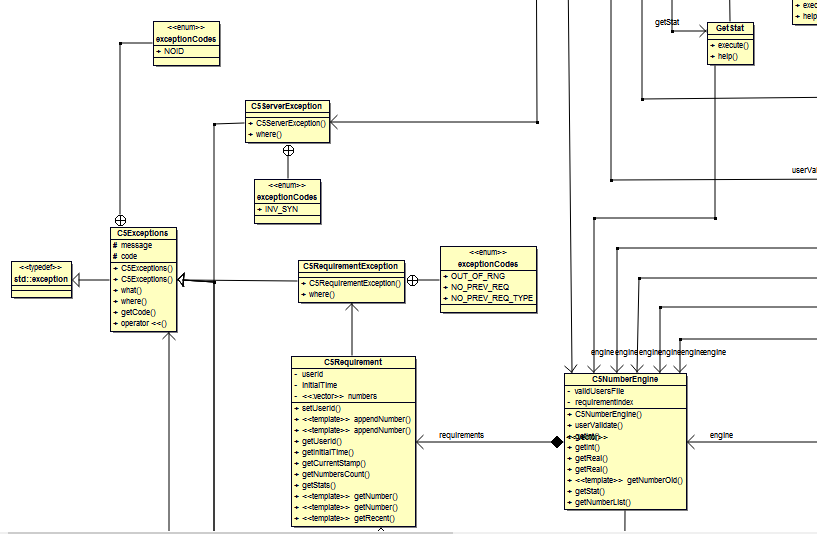 <<enum>>
exceptionCodes
+ NOID
C5ServerException
+ C5ServerException()
+ where()
<<enum>>
exceptionCodes
+ INV_SYN
C5Exceptions
# message
# code
+ C5Exceptions()
+ C5Exceptions()
+ what()
+ where()
+ getCode()
+ operator <<()
<<typedef>>
std::exception
C5RequirementException
+ C5RequirementException()
+ where()
<<enum>>
exceptionCodes
+ OUT_OF_RNG
+ NO_PREV_REQ
+ NO_PREV_REQ_TYPE
C5Requirement
- userId
- initialTime
- <<vector>> numbers
+ setUserId()
+ <<template>> appendNumber()
+ <<template>> appendNumber()
+ getUserId()
+ getInitialTime()
+ getCurrentStamp()
+ getNumbersCount()
+ getStats()
+ <<template>> getNumber()
+ <<template>> getNumber()
+ <<template>> getRecent()
requirements
getStat
GetStat
+ execute()
+ help()
+ exec
+ help
userVal
engine engine engine engine engine engine
C5NumberEngine
- validUsersFile
- requirementIndex
+ C5NumberEngine()
+ userValidate()
+ getInt()
+ getReal()
+ getReal()
+ <<template>> getNumberOld()
+ getStat()
+ getNumberList()
engine